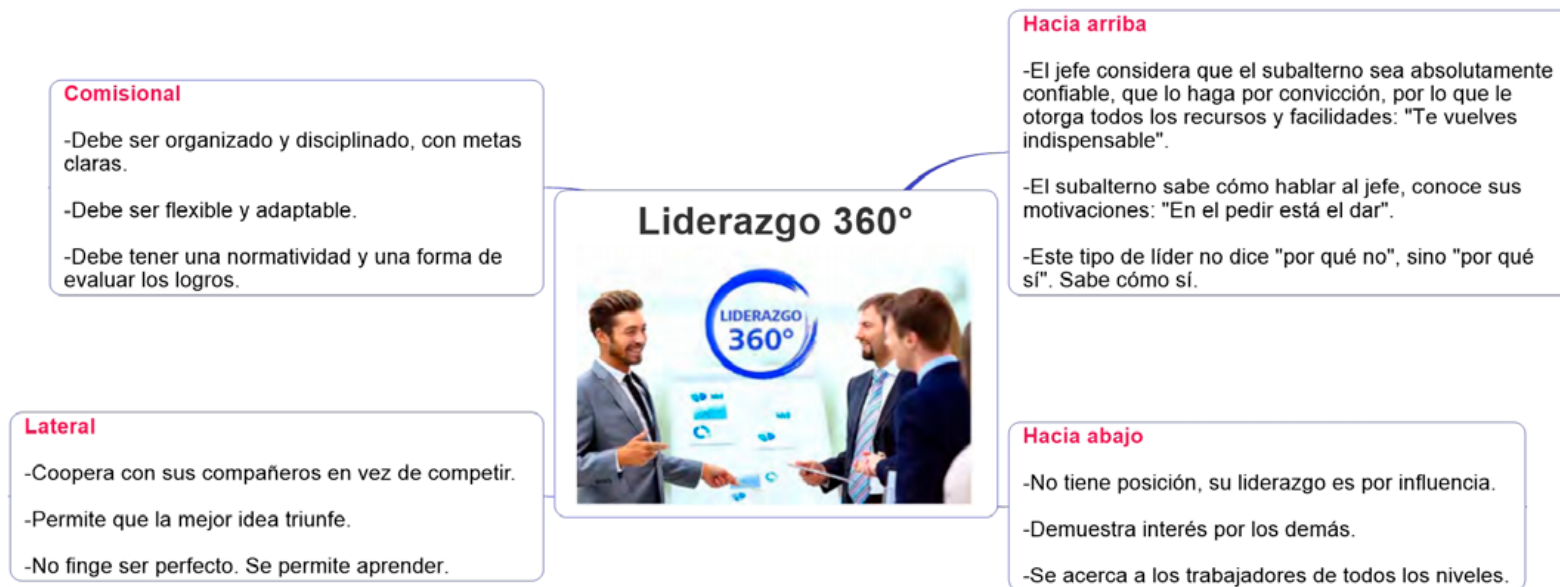 Liderazgo 360°
LIDERAZGO
360°
Comisional
-Debe ser organizado y disciplinado, con metas
claras.
-Debe ser flexible y adaptable.
-Debe tener una normatividad y una forma de
evaluar los logros.
Hacia arriba
-El jefe considera que el subalterno sea absolutamente
confiable, que lo haga por convicción, por lo que le
otorga todos los recursos y facilidades: "Te vuelves
indispensable".
-El subalterno sabe cómo hablar al jefe, conoce sus
motivaciones: "En el pedir está el dar".
-Este tipo de líder no dice "por qué no", sino "por qué
sí". Sabe cómo sí.
Lateral
-Coopera con sus compañeros en vez de competir.
-Permite que la mejor idea triunfe.
-No finge ser perfecto. Se permite aprender.
Hacia abajo
-No tiene posición, su liderazgo es por influencia.
-Demuestra interés por los demás.
-Se acerca a los trabajadores de todos los niveles.